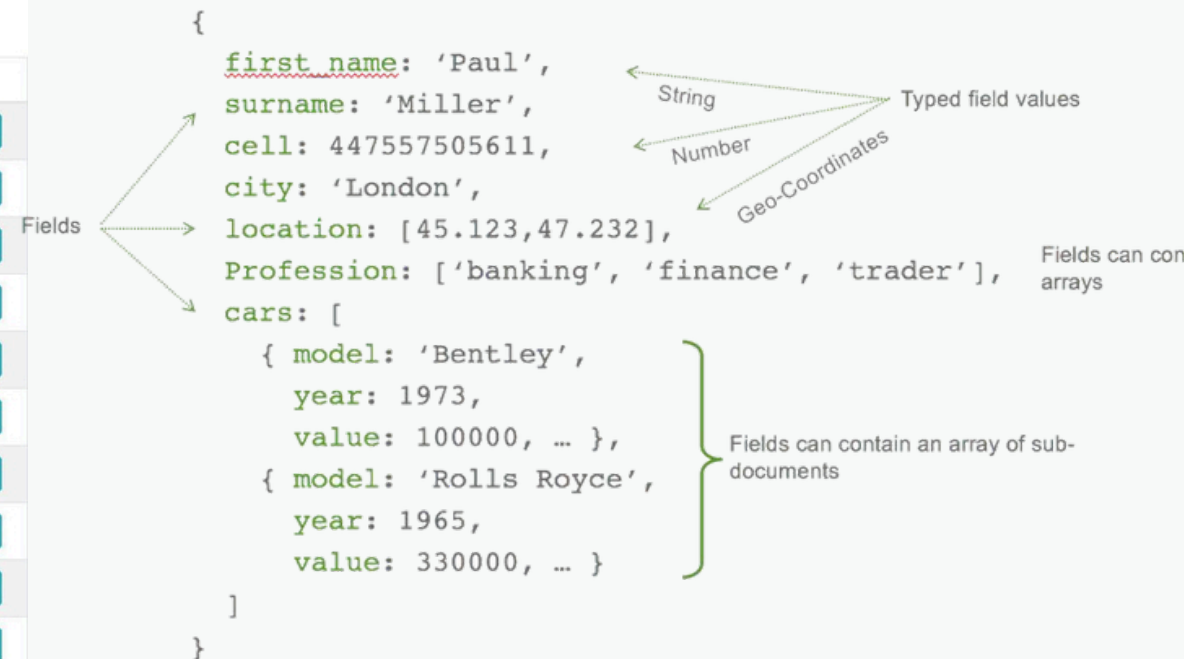 {
first_name: ‘Paul’,
surname: ‘Miller’,
cell: 447557505611,
city: ‘London’,
location: [45.123,47.232],
Profession: [‘banking’, ‘finance’, ‘trader’],
cars: [
{ model: ‘Bentley’,
year: 1973,
value: 100000, … },
{ model: ‘Rolls Royce’,
year: 1965,
value: 330000, … }
]
}
Fields
String
Number
Geo-Coordinates
Typed field values
Fields can con
arrays
Fields can contain an array of sub-
documents